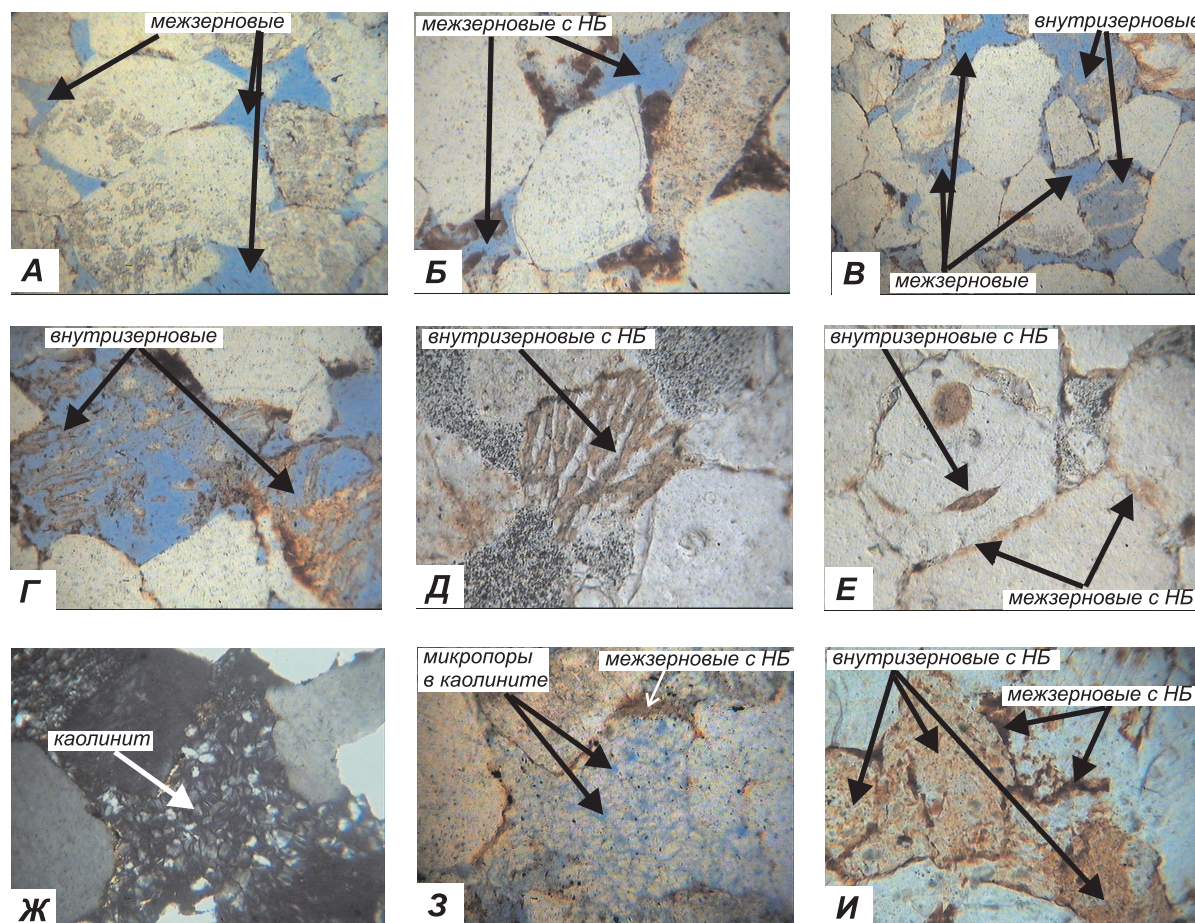 межзерновые
А
межзерновые с НБ
Б
внутризерновые
межзерновые
В
внутризерновые
Г
внутризерновые с НБ
Д
внутризерновые с НБ
межзерновые с НБ
Е
каолинит
Ж
микропоры
в каолините
межзерновые с НБ
З
внутризерновые с НБ
межзерновые с НБ
И